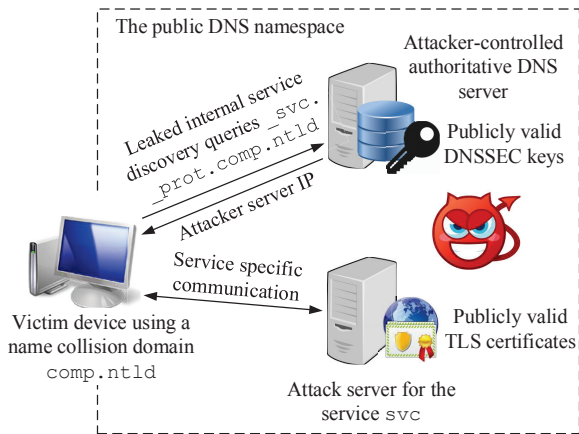 The public DNS namespace
Attacker-controlled
authoritative DNS
server
Publicly valid
DNSSEC keys
Leaked internal service
discovery queries _svc.
_prot.comp.ntld
Attacker server IP
Service specific
communication
Victim device using a
name collision domain
comp.ntld
Publicly valid
TLS certificates
Attack server for the
service svc